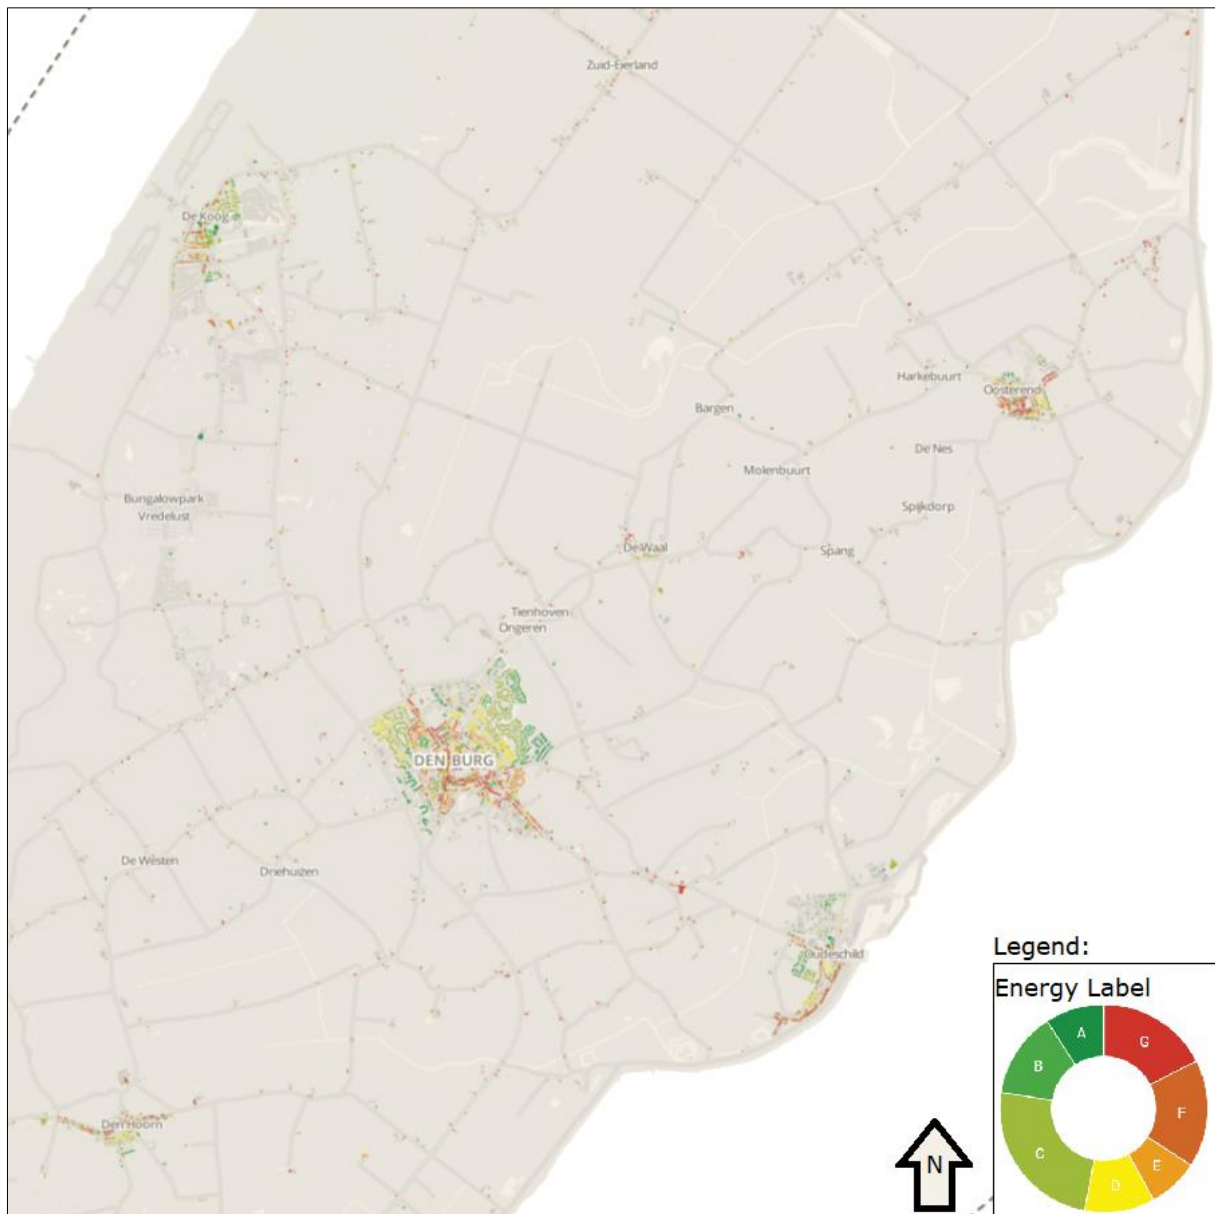 Zuid-Eierland
De Koog
Harkebuurt
Oosterend
Bargen
De Nes
Molenbuurt
Bungalowpark
Vredelust
Spijkdorp
De Waal
Spang
Tienhoven
Ongeren
DEN BURG
De Westen
Driehuizen
Oudeschild
Den Hoorn
Legend:
Energy Label
A
G
B
F
C
E
D
N